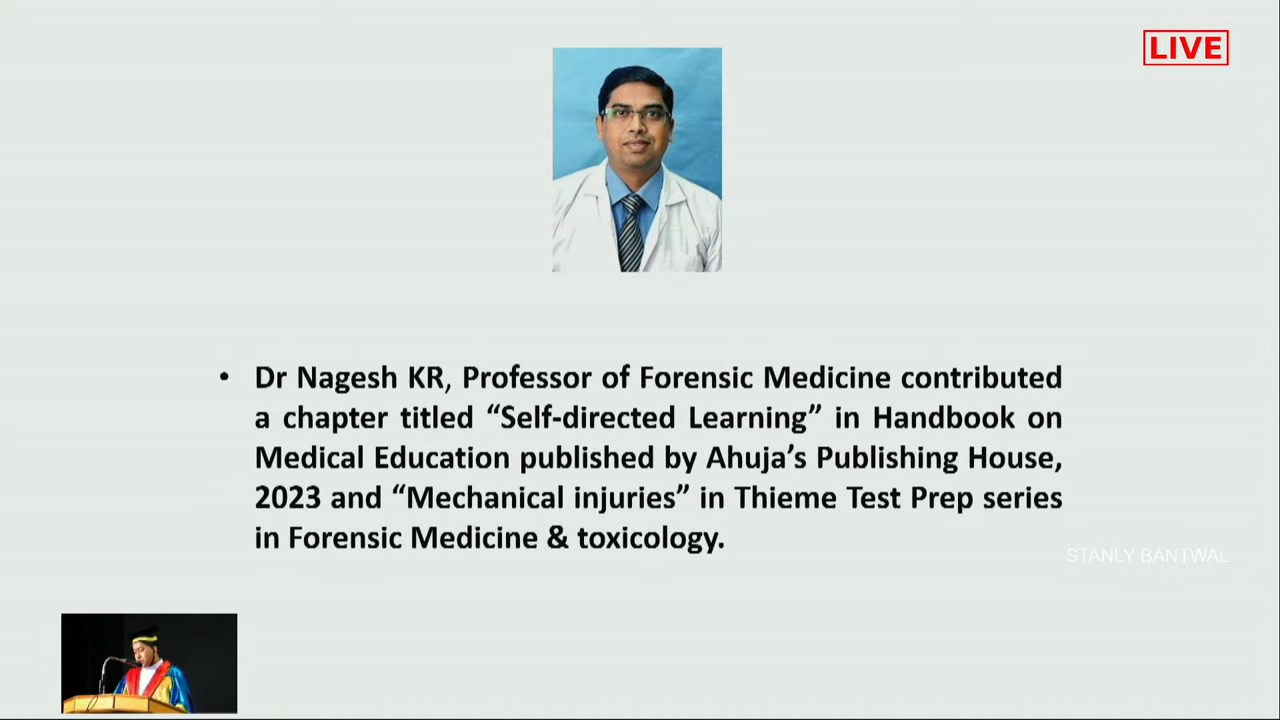 LIVE
• Dr Nagesh KR, Professor of Forensic Medicine contributed
a chapter titled “Self-directed Learning” in Handbook on
Medical Education published by Ahuja’s Publishing House,
2023 and “Mechanical injuries” in Thieme Test Prep series
in Forensic Medicine & toxicology.
STANLY BANTWAL